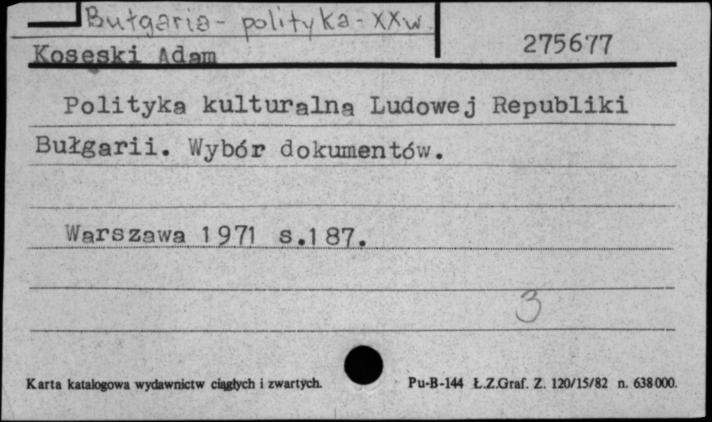 Bułgaria - polityka - XXw.
Koseski Adam
275677
Polityka kulturalna Ludowej Republiki
Bułgarii. Wybór dokumentów.
Warszawa 1971 s.187.
3
Karta katalogowa wydawnictw ciągłych i zwartych.
Pu-B-144 Ł.Z.Graf. Z. 120/15/82 n. 638000.